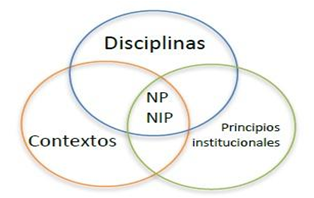 Disciplinas
NP
NIP
Contextos
Principios
institucionales